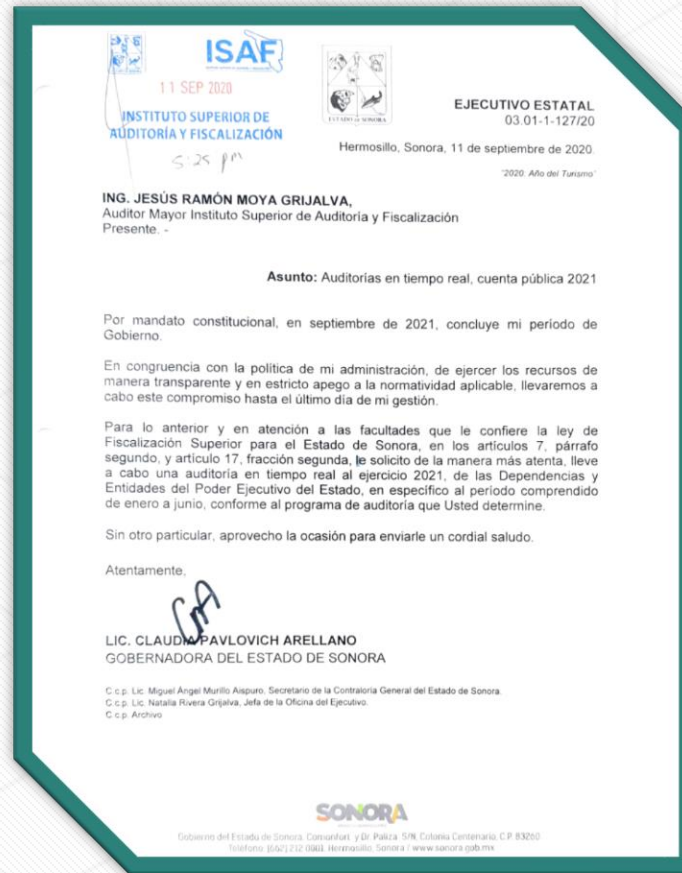 ISAF
11 SEP 2020
INSTITUTO SUPERIOR DE
AUDITORÍA Y FISCALIZACIÓN
5:25 pm
ESTADO DE SONORA
EJECUTIVO ESTATAL
03.01-1-127/20
Hermosillo, Sonora, 11 de septiembre de 2020.
"2020: Año del Turismo"
ING. JESÚS RAMÓN MOYA GRIJALVA,
Auditor Mayor Instituto Superior de Auditoría y Fiscalización
Presente. -
Asunto: Auditorías en tiempo real, cuenta pública 2021
Por mandato constitucional, en septiembre de 2021, concluye mi período de
Gobierno.
En congruencia con la política de mi administración, de ejercer los recursos de
manera transparente y en estricto apego a la normatividad aplicable, llevaremos a
cabo este compromiso hasta el último día de mi gestión.
Para lo anterior y en atención a las facultades que le confiere la ley de
Fiscalización Superior para el Estado de Sonora, en los artículos 7, párrafo
segundo, y artículo 17, fracción segunda, le solicito de la manera más atenta, lleve
a cabo una auditoría en tiempo real al ejercicio 2021, de las Dependencias y
Entidades del Poder Ejecutivo del Estado, en específico al período comprendido
de enero a junio, conforme al programa de auditoría que Usted determine.
Sin otro particular, aprovecho la ocasión para enviarle un cordial saludo.
Atentamente,
LIC. CLAUDIA PAVLOVICH ARELLANO
GOBERNADORA DEL ESTADO DE SONORA
C.c.p. Lic. Miguel Ángel Murillo Aispuro, Secretario de la Contraloría General del Estado de Sonora.
C.c.p. Lic. Natalia Rivera Grijalva, Jefa de la Oficina del Ejecutivo.
C.c.p. Archivo
SONORA
Gobierno del Estado de Sonora. Comonfort y Dr. Paliza S/N, Colonia Centenario, C.P. 83260
Teléfono: (662) 212 0001, Hermosillo, Sonora | www.sonora.gob.mx